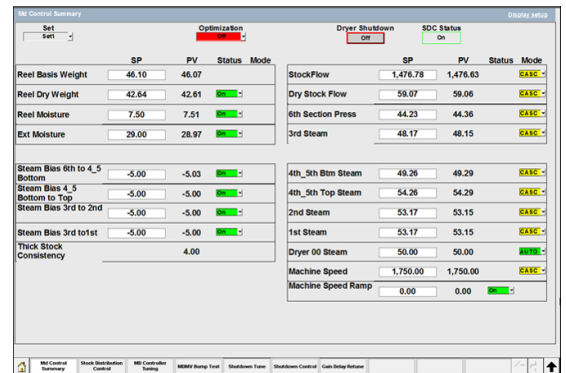 Md Control Summary Display setup
Set Optimization Dryer Shutdown SDC Status
Set1 Off Off On
SP PV Status Mode
Reel Basis Weight 46.10 46.07
Reel Dry Weight 42.64 42.61 On
Reel Moisture 7.50 7.51 On
Ext Moisture 29.00 28.97 On
Steam Bias 6th to 4_5
Bottom -5.00 -5.03 On
Steam Bias 4_5
Bottom to Top -5.00 -5.00 On
Steam Bias 3rd to 2nd
-5.00 -5.00 On
Steam Bias 3rd to1st -5.00 -5.00 On
Thick Stock
Consistency 4.00
SP PV Status Mode
StockFlow 1,476.78 1,476.63 CASC
Dry Stock Flow 59.07 59.06 CASC
6th Section Press 44.23 44.36 CASC
3rd Steam 48.17 48.15 CASC
4th_5th Btm Steam 49.26 49.29 CASC
4th_5th Top Steam 54.26 54.29 CASC
2nd Steam 53.17 53.15 CASC
1st Steam 53.17 53.15 CASC
Dryer 00 Steam 50.00 50.00 AUTO
Machine Speed 1,750.00 1,750.00 CASC
Machine Speed Ramp
0.00 0.00 On
Md Control Summary
Stock Distribution Control
MD Controller Tuning
MDMV Bump Test
Shutdown Tune
Shutdown Control
Gain Delay Retune